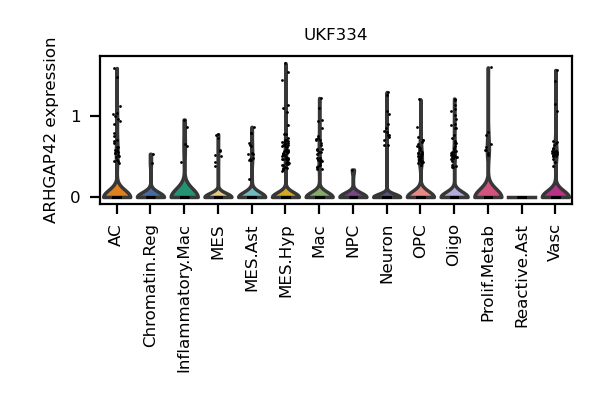 UKF334
ARHGAP42 expression
1
0
AC
Chromatin.Reg
Inflammatory.Mac
MES
MES.Ast
MES.Hyp
Mac
NPC
Neuron
OPC
Oligo
Prolif.Metab
Reactive.Ast
Vasc